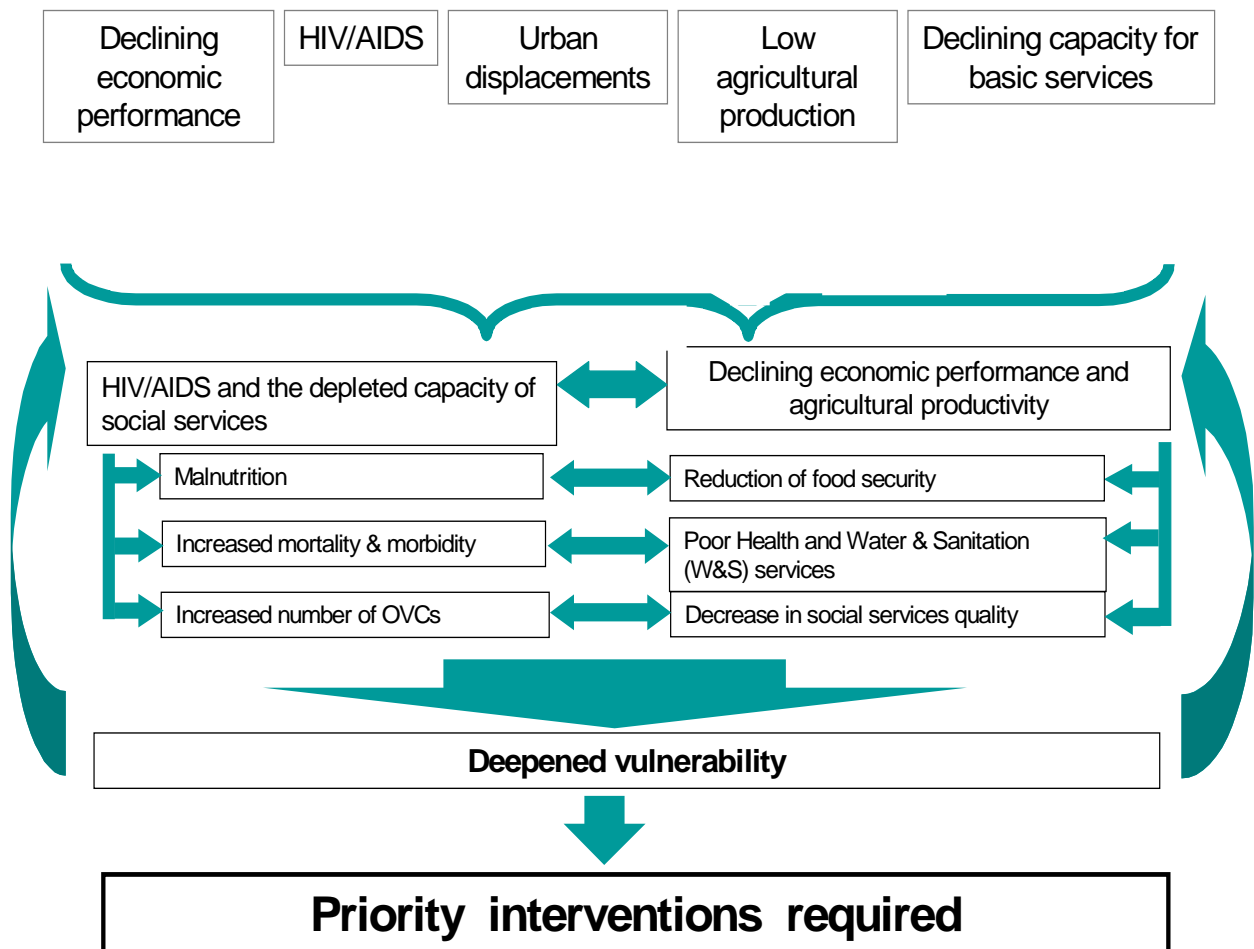 Declining
economic
performance
HIV/AIDS
Urban
displacements
Low
agricultural
production
Declining capacity for
basic services
HIV/AIDS and the depleted capacity of
social services
Declining economic performance and
agricultural productivity
Malnutrition
Reduction of food security
Increased mortality & morbidity
Poor Health and Water & Sanitation
(W&S) services
Increased number of OVCs
Decrease in social services quality
Deepened vulnerability
Priority interventions required